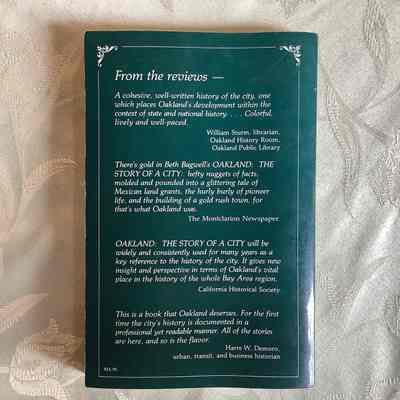 From the reviews —
A cohesive, well-written history of the city, one
which places Oakland's development within the
context of state and national history . . . Colorful,
lively and well-paced.
William Sturm, librarian,
Oakland History Room,
Oakland Public Library
There's gold in Beth Bagwell's OAKLAND: THE
STORY OF A CITY: hefty nuggets of facts,
molded and pounded into a glittering tale of
Mexican land grants, the hurly burly of pioneer
life, and the building of a gold rush town, for
that's what Oakland was.
The Montclarion Newspaper
OAKLAND: THE STORY OF A CITY will be
widely and consistently used for many years as a
key reference to the history of the city. It gives new
insight and perspective in terms of Oakland's vital
place in the history of the whole Bay Area region.
California Historical Society
This is a book that Oakland deserves. For the first
time the city's history is documented in a
professional yet readable manner. All of the stories
are here, and so is the flavor.
Harre W. Demoro,
urban, transit, and business historian